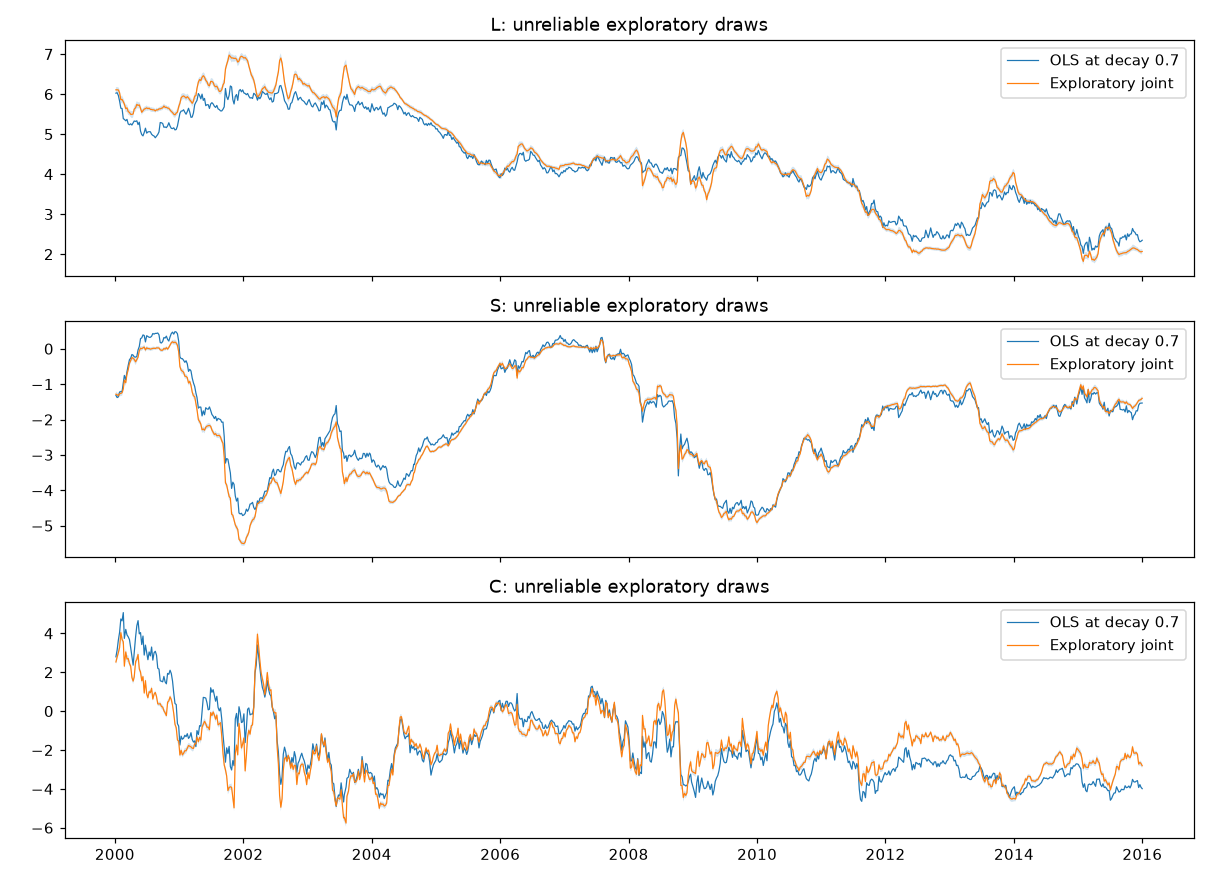 L: unreliable exploratory draws
OLS at decay 0.7
Exploratory joint
7
6
5
4
3
2
S: unreliable exploratory draws
OLS at decay 0.7
Exploratory joint
0
−1
−2
−3
−4
−5
C: unreliable exploratory draws
OLS at decay 0.7
Exploratory joint
4
2
0
−2
−4
−6
2000 2002 2004 2006 2008 2010 2012 2014 2016